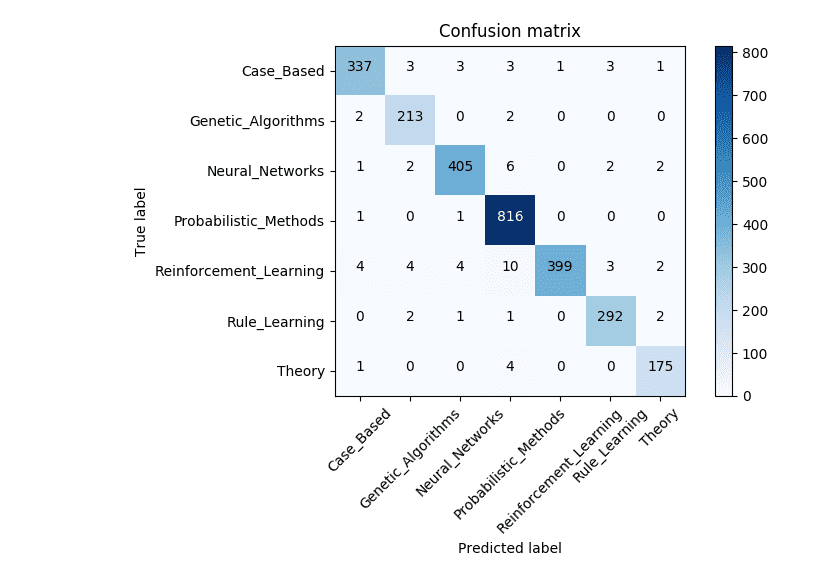 Confusion matrix
True label
Case_Based 337 3 3 3 1 3 1
Genetic_Algorithms 2 213 0 2 0 0 0
Neural_Networks 1 2 405 6 0 2 2
Probabilistic_Methods 1 0 1 816 0 0 0
Reinforcement_Learning 4 4 4 10 399 3 2
Rule_Learning 0 2 1 1 0 292 2
Theory 1 0 0 4 0 0 175
Case_Based
Genetic_Algorithms
Neural_Networks
Probabilistic_Methods
Reinforcement_Learning
Rule_Learning
Theory
Predicted label
800
700
600
500
400
300
200
100
0